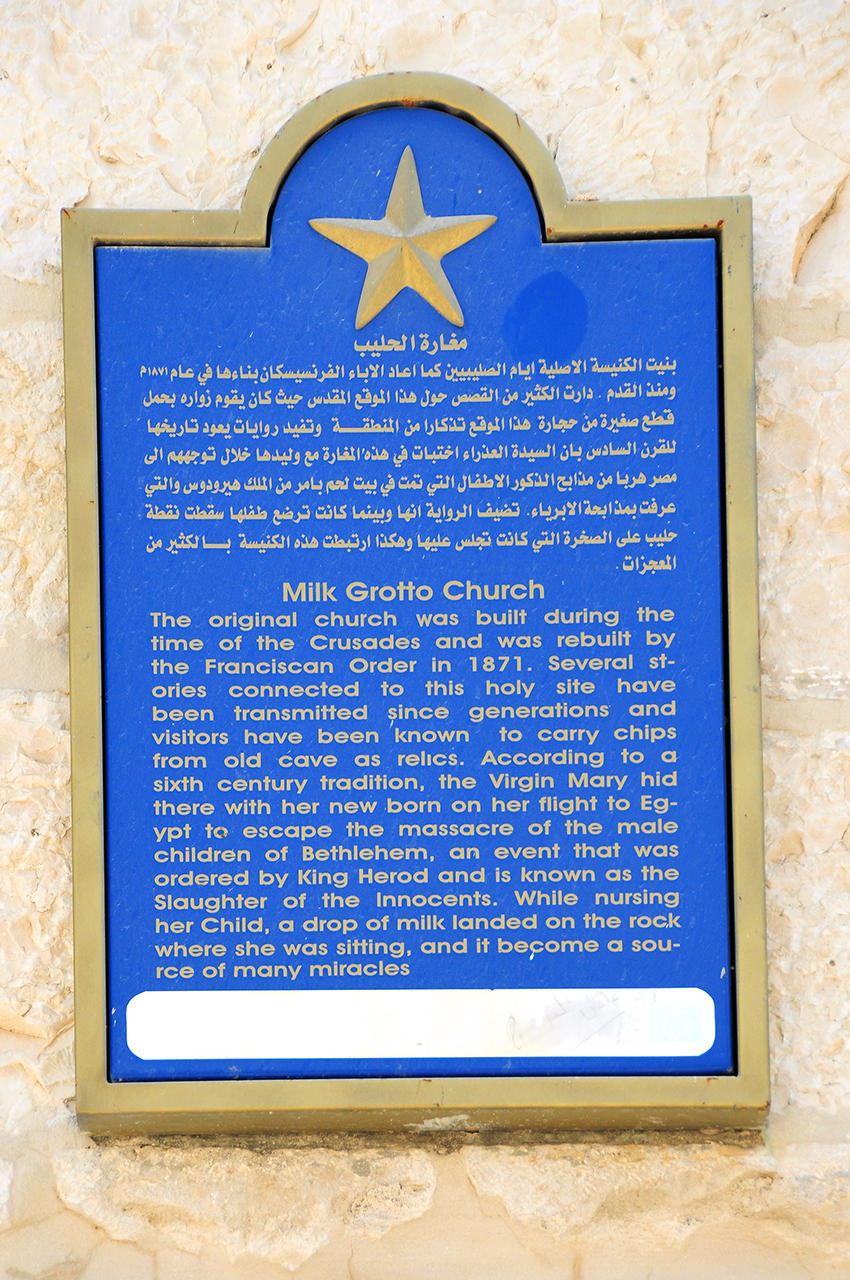 مغارة الحليب
بنيت الكنيسة الاصلية ايام الصليبيين كما اعاد الاباء الفرنسيسكان بناءها في عام ١٨٧١م
ومنذ القدم . دارت الكثير من القصص حول هذا الموقع المقدس حيث كان يقوم زواره بحمل
قطع صغيرة من حجارة هذا الموقع تذكارا من المنطقــــة وتفيد روايات يعود تاريخها
للقرن السادس بان السيدة العذراء اختبات في هذه المغارة مع وليدها خلال توجههم الى
مصر هربا من مذابح الذكور الاطفال التي تمت في بيت لحم بامر من الملك هيرودوس والتي
عرفت بمذابحة الابرياء. تضيف الرواية انها وبينما كانت ترضع طفلها سقطت نقطة
حليب على الصخرة التي كانت تجلس عليها وهكذا ارتبطت هذه الكنيسة بـــالكثير من
المعجزات .
Milk Grotto Church
The original church was built during the
time of the Crusades and was rebuilt by
the Franciscan Order in 1871. Several st-
ories connected to this holy site have
been transmitted since generations and
visitors have been known to carry chips
from old cave as relics. According to a
sixth century tradition, the Virgin Mary hid
there with her new born on her flight to Eg-
ypt to escape the massacre of the male
children of Bethlehem, an event that was
ordered by King Herod and is known as the
Slaughter of the Innocents. While nursing
her Child, a drop of milk landed on the rock
where she was sitting, and it become a sou-
rce of many miracles